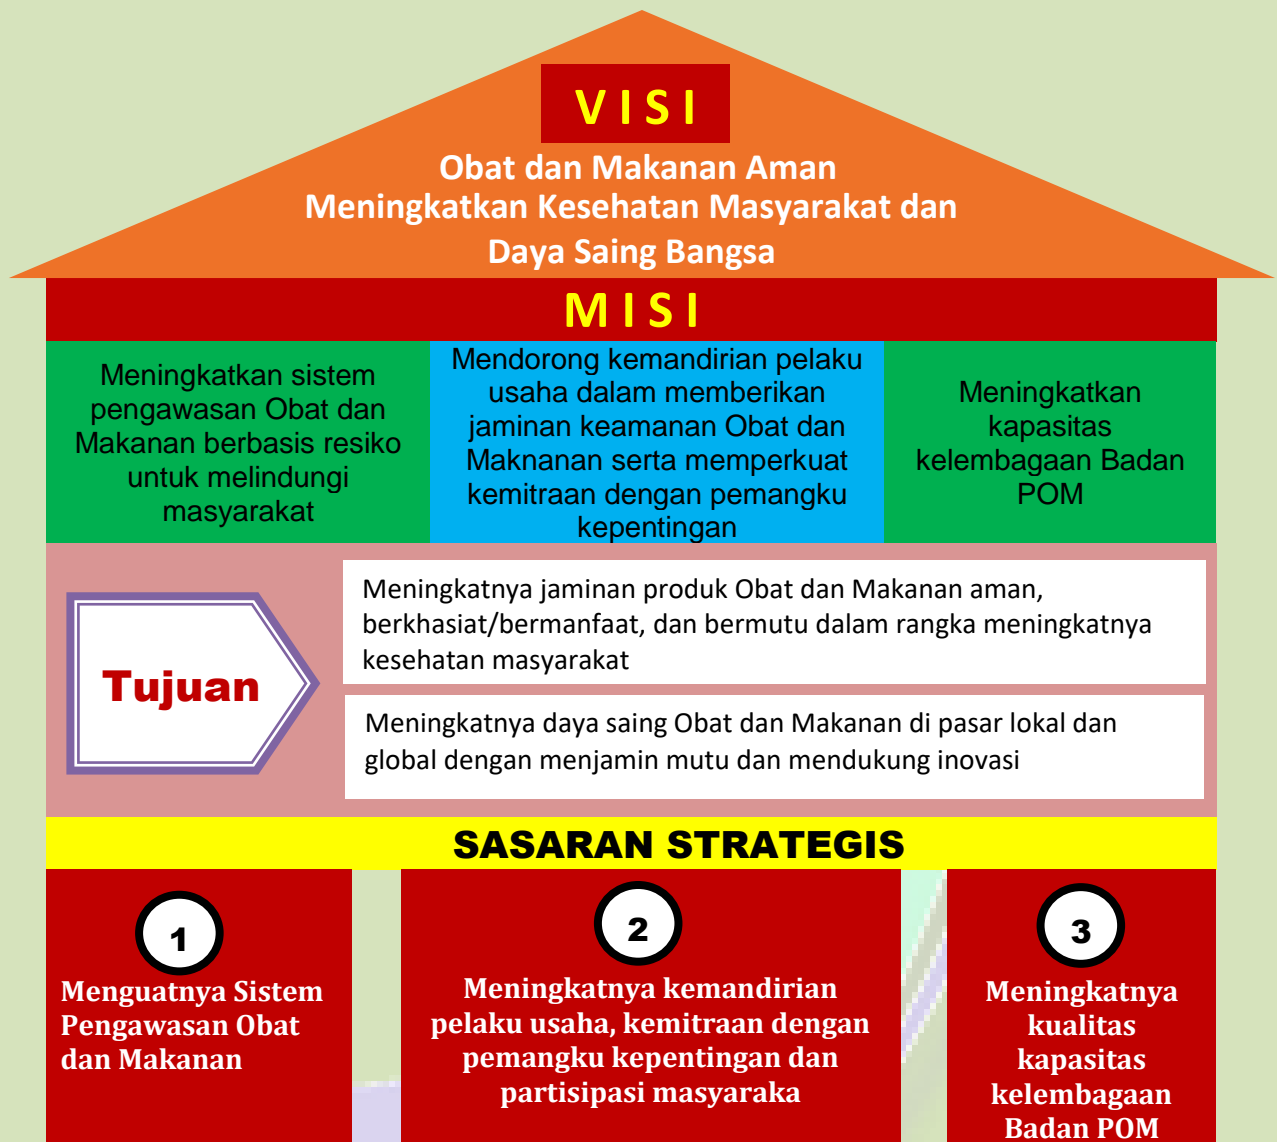 V I S I
Obat dan Makanan Aman
Meningkatkan Kesehatan Masyarakat dan
Daya Saing Bangsa
M I S I
Meningkatkan sistem
pengawasan Obat dan
Makanan berbasis resiko
untuk melindungi
masyarakat
Mendorong kemandirian pelaku
usaha dalam memberikan
jaminan keamanan Obat dan
Maknanan serta memperkuat
kemitraan dengan pemangku
kepentingan
Meningkatkan
kapasitas
kelembagaan Badan
POM
Tujuan
Meningkatnya jaminan produk Obat dan Makanan aman,
berkhasiat/bermanfaat, dan bermutu dalam rangka meningkatnya
kesehatan masyarakat
Meningkatnya daya saing Obat dan Makanan di pasar lokal dan
global dengan menjamin mutu dan mendukung inovasi
SASARAN STRATEGIS
1
Menguatnya Sistem
Pengawasan Obat
dan Makanan
2
Meningkatnya kemandirian
pelaku usaha, kemitraan dengan
pemangku kepentingan dan
partisipasi masyaraka
3
Meningkatnya
kualitas
kapasitas
kelembagaan
Badan POM